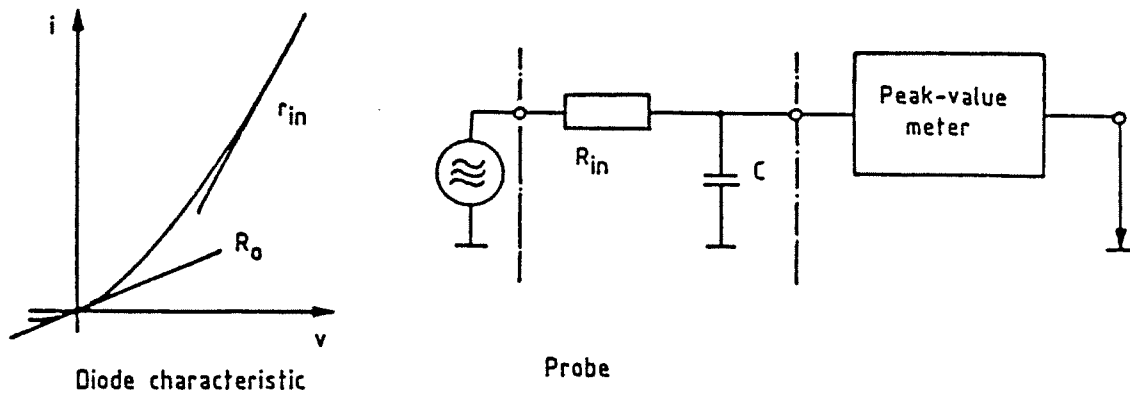 i
r_in
R_o
v
Diode characteristic
R_in
C
Probe
Peak-value
meter